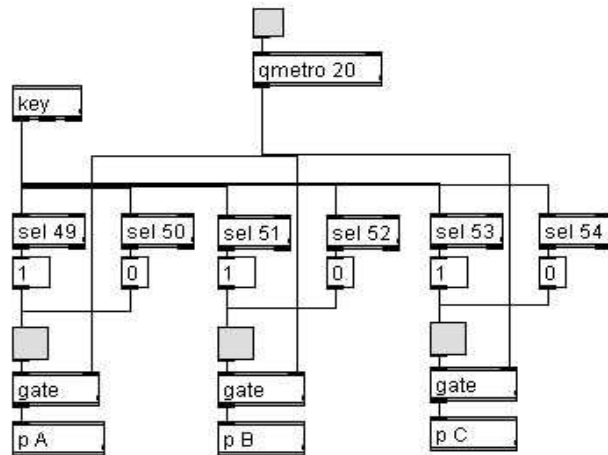 qmetro 20
key
sel 49
sel 50
sel 51
sel 52
sel 53
sel 54
1
0
1
0
1
0
gate
gate
gate
p A
p B
p C